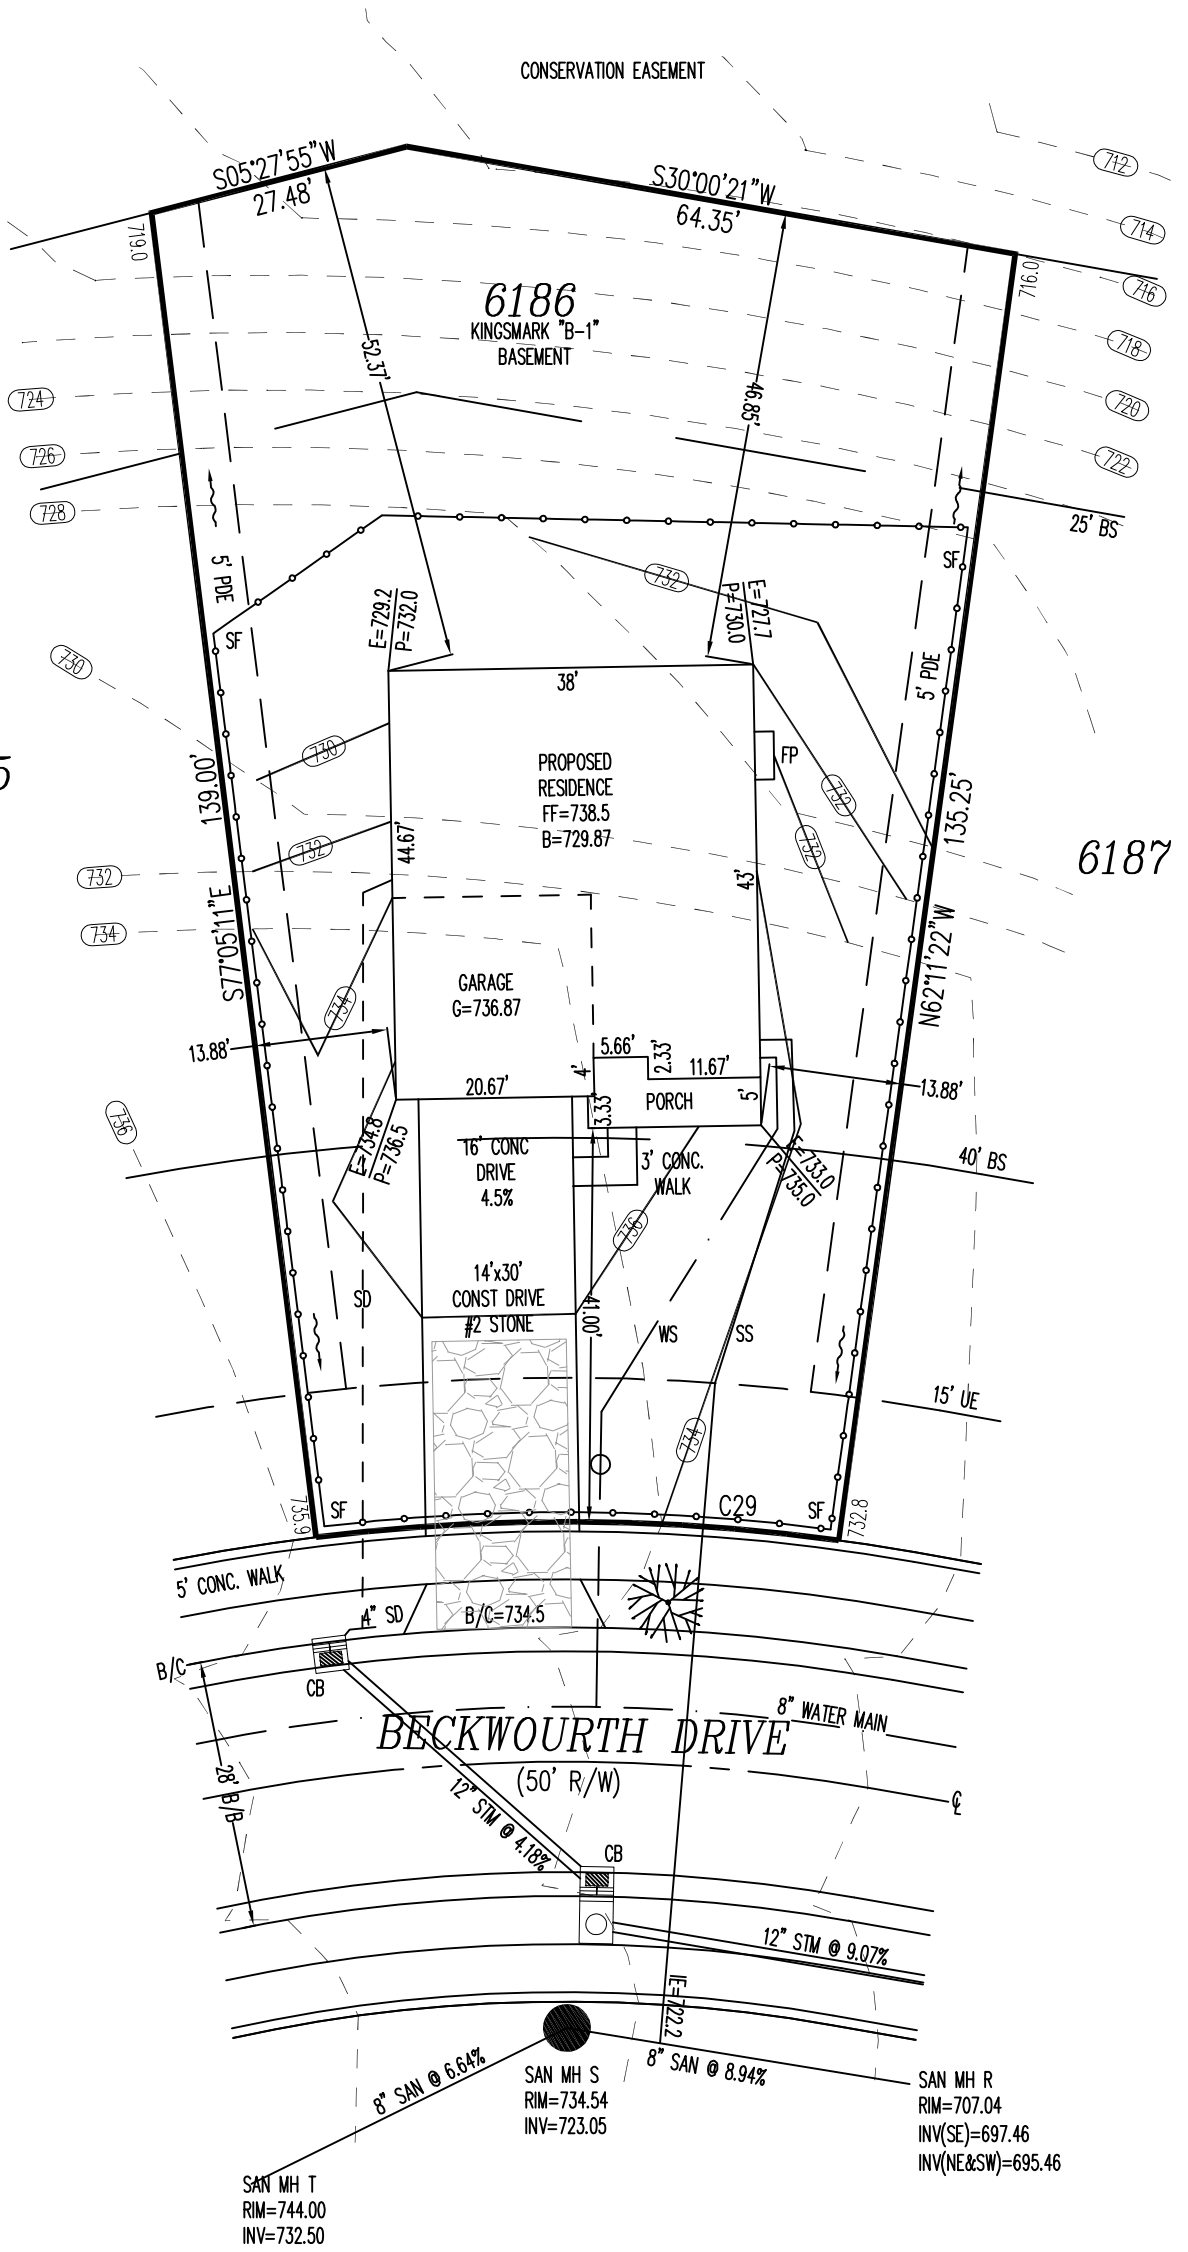 CONSERVATION EASEMENT
S05°27'55"W
27.48'
S30°00'21"W
64.35'
712
714
716
718
720
722
719.0
716.0
6186
KINGSMARK "B-1"
BASEMENT
52.37'
46.85'
724
726
728
25' BS
5' PDE
SF
SF
732
E=729.2
P=732.0
E=727.7
P=730.0
730
38'
5' PDE
730
FP
PROPOSED
RESIDENCE
FF=738.5
B=729.87
5
139.00'
135.25'
732
732
732
44.67'
43'
6187
732
734
S77°05'11"E
N62°11'22"W
GARAGE
G=736.87
734
13.88'
5.66'
2.33'
11.67'
4'
20.67'
3.33'
PORCH
5'
13.88'
736
E=734.8
P=736.5
16' CONC
DRIVE
4.5%
3' CONC.
WALK
E=733.0
P=735.0
40' BS
736
14'x30'
CONST DRIVE
#2 STONE
41.00'
SD
WS
SS
15' UE
734
735.9
SF
C29
SF
732.8
5' CONC. WALK
4" SD
B/C=734.5
B/C
CB
8" WATER MAIN
BECKWOURTH DRIVE
(50' R/W)
28' B/B
12" STM @ 4.18%
CB
12" STM @ 9.07%
IE=722.2
8" SAN @ 6.64%
8" SAN @ 8.94%
SAN MH S
RIM=734.54
INV=723.05
SAN MH R
RIM=707.04
INV(SE)=697.46
INV(NE&SW)=695.46
SAN MH T
RIM=744.00
INV=732.50